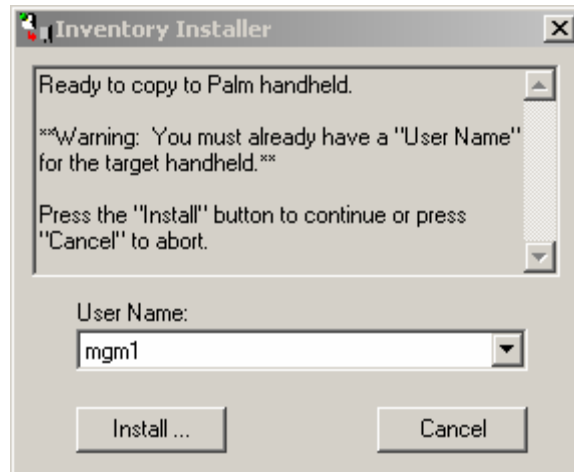 Inventory Installer
Ready to copy to Palm handheld.
**Warning:  You must already have a "User Name"
for the target handheld.**
Press the "Install" button to continue or press
"Cancel" to abort.
User Name:
mgm1
Install ...
Cancel